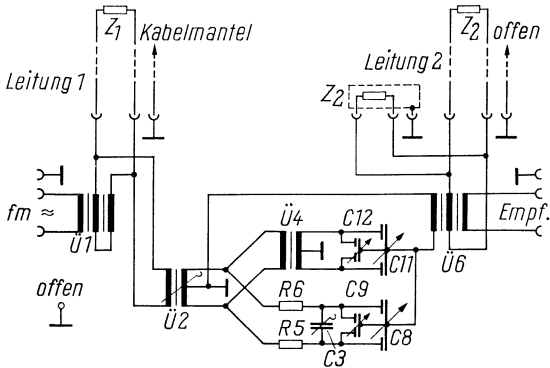 Z1
Kabelmantel
Z2
offen
Leitung 1
Leitung 2
Z2
fm ≈
Ü1
Ü4
C12
Ü6
Empf.
C11
offen
Ü2
R6
C9
R5
C3
C8